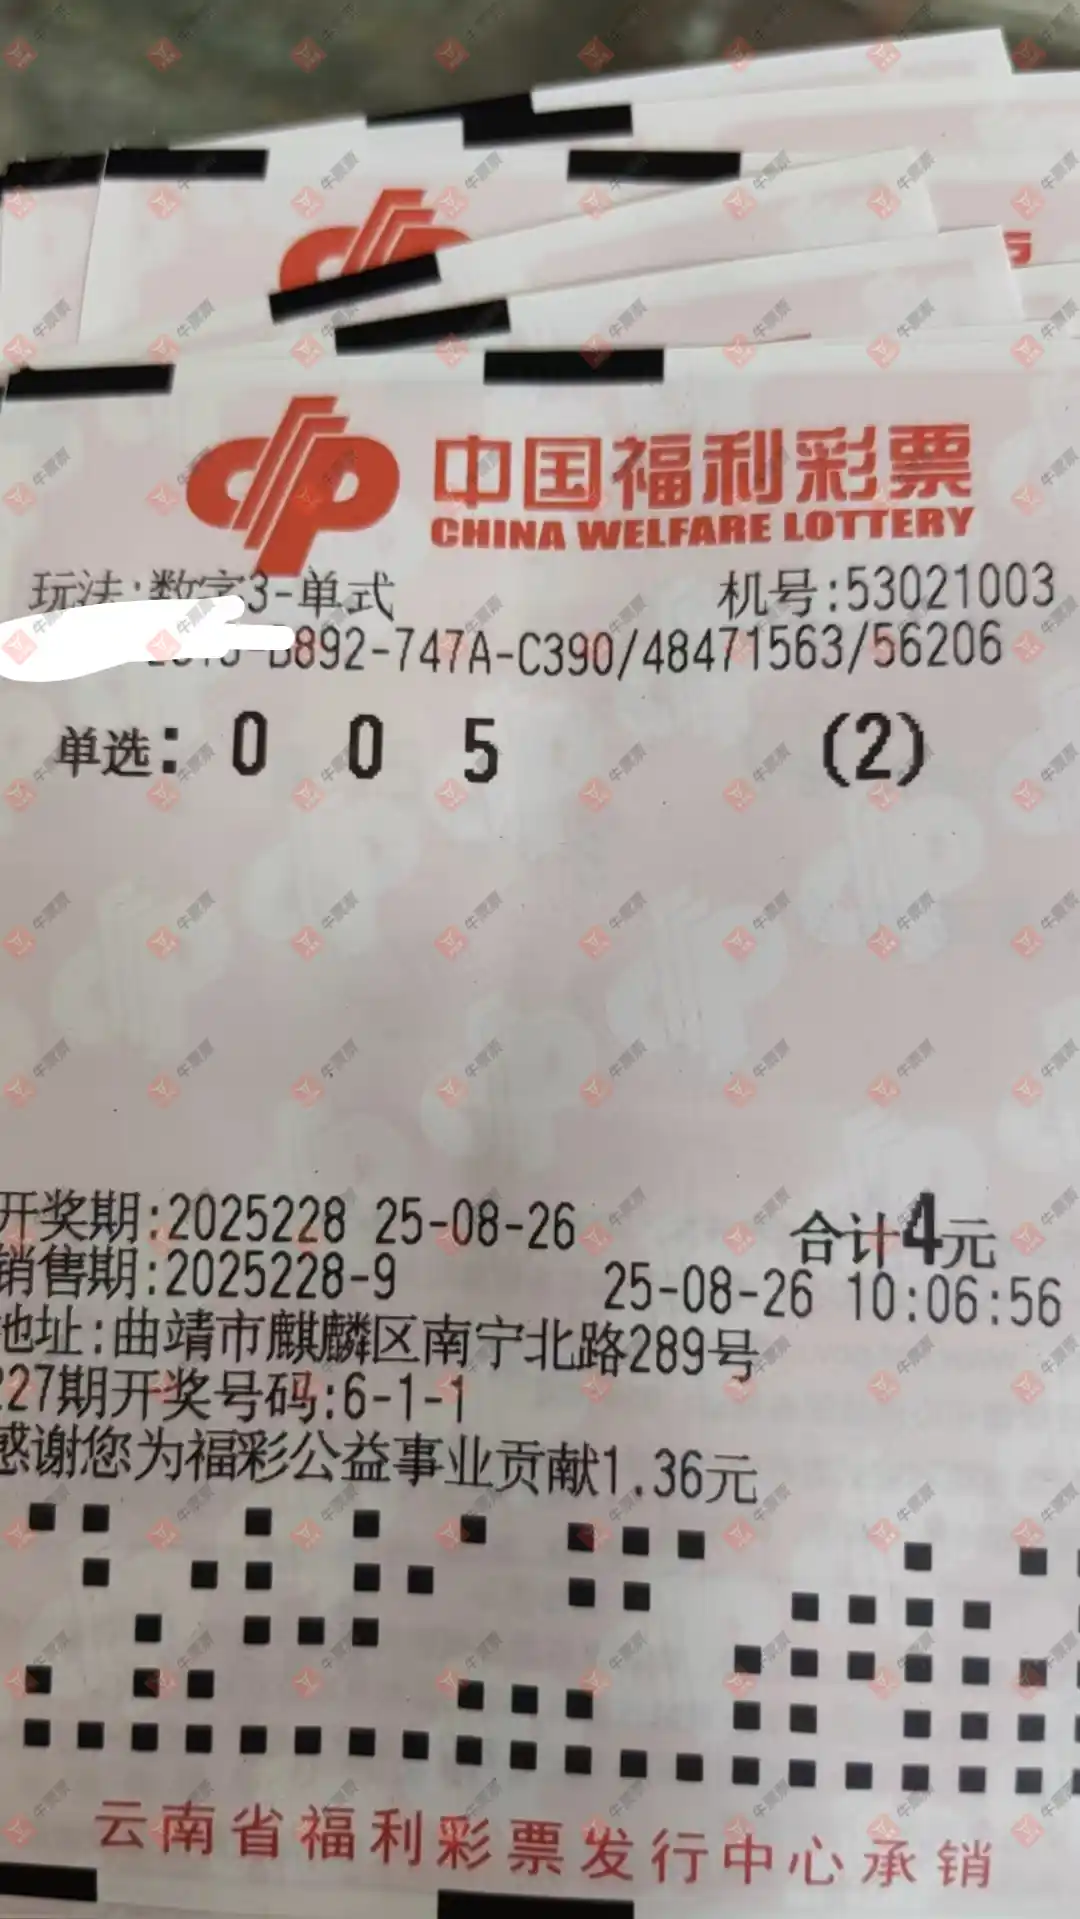 中国福利彩票
CHINA WELFARE LOTTERY
玩法:数字3-单式 机号:53021003
B892-747A-C390/48471563/56206
单选: 0 0 5 (2)
开奖期:2025228 25-08-26 合计4元
销售期:2025228-9 25-08-26 10:06:56
地址:曲靖市麒麟区南宁北路289号
227期开奖号码:6-1-1
感谢您为福彩公益事业贡献1.36元
云南省福利彩票发行中心承销
牛票票